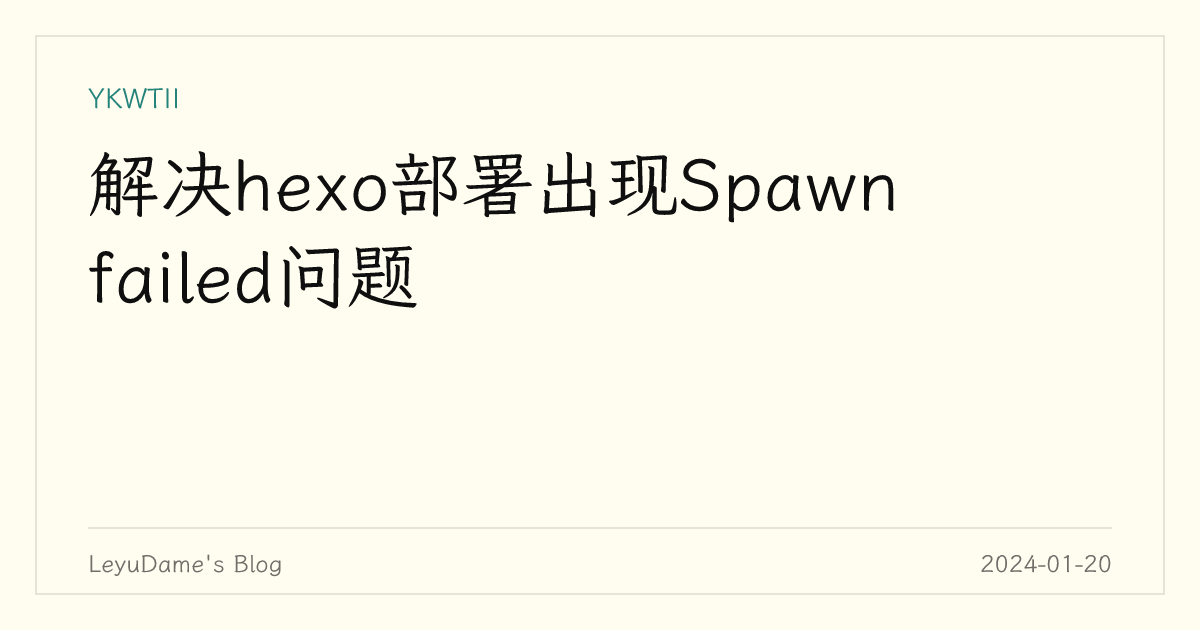 YKWTII
解决hexo部署出现Spawn
failed问题
LeyuDame's Blog
2024-01-20